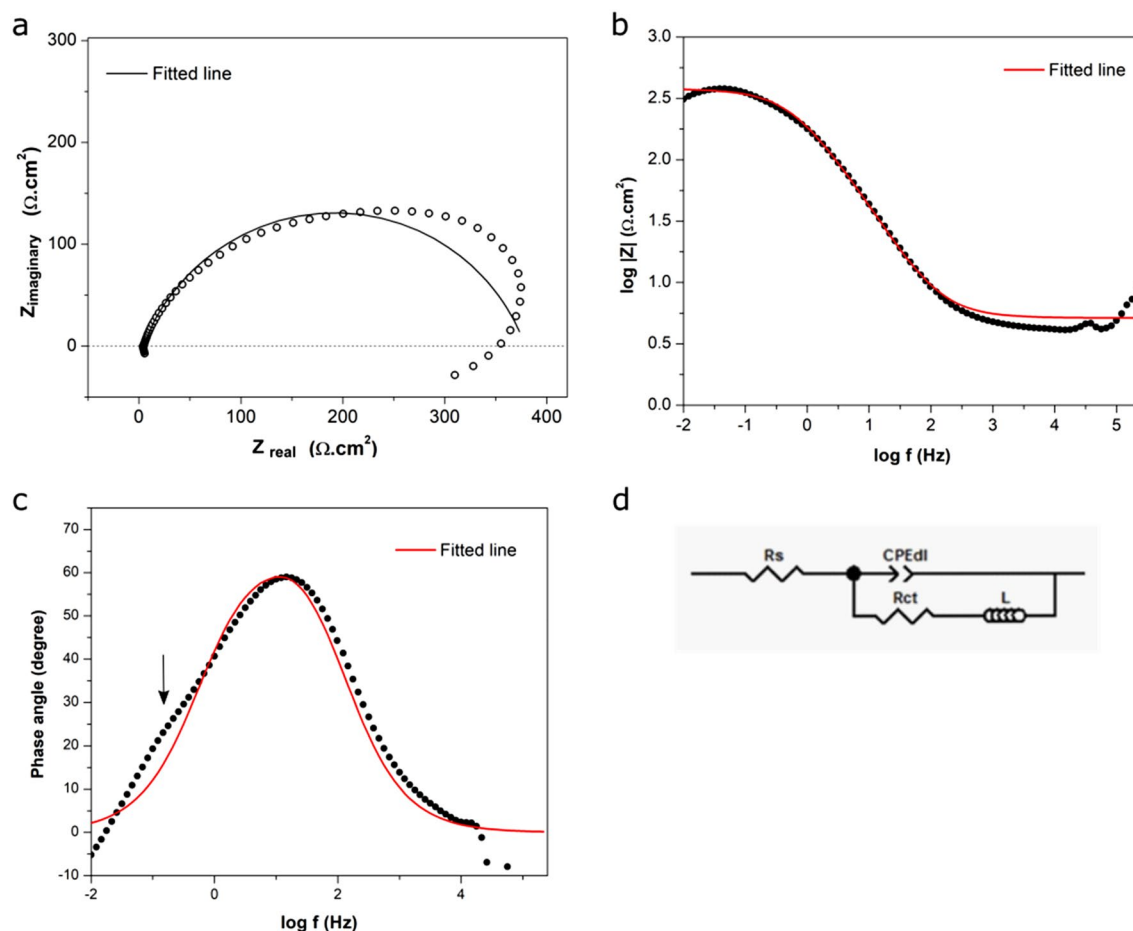 a
300
200
100
0
0
100
200
300
400
Fitted line
Zimaginary (Ω.cm²)
Z real (Ω.cm²)
b
3.0
2.5
2.0
1.5
1.0
0.5
0.0
-2
-1
0
1
2
3
4
5
Fitted line
log |Z| (Ω.cm²)
log f (Hz)
c
70
60
50
40
30
20
10
0
-10
-2
0
2
4
Fitted line
Phase angle (degree)
log f (Hz)
d
Rs
CPEdl
Rct
L